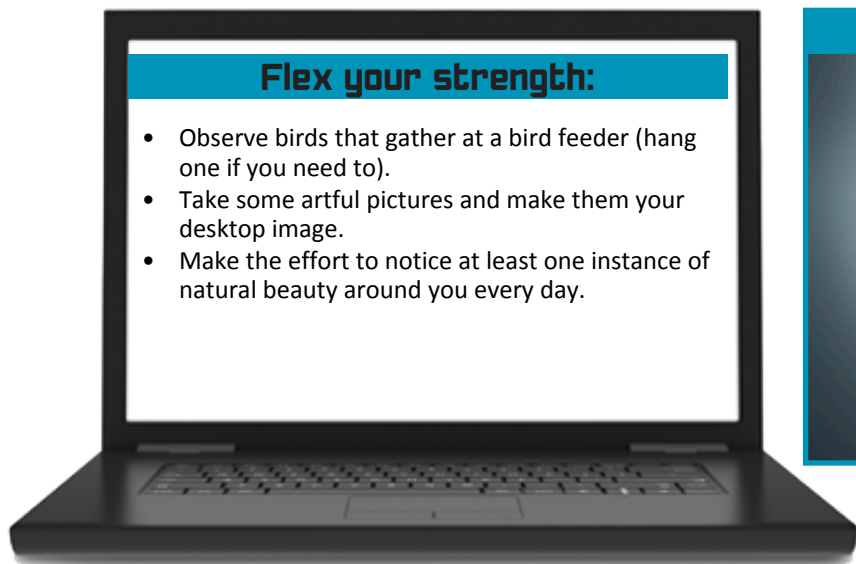 Flex your strength:
• Observe birds that gather at a bird feeder (hang
one if you need to).
• Take some artful pictures and make them your
desktop image.
• Make the effort to notice at least one instance of
natural beauty around you every day.